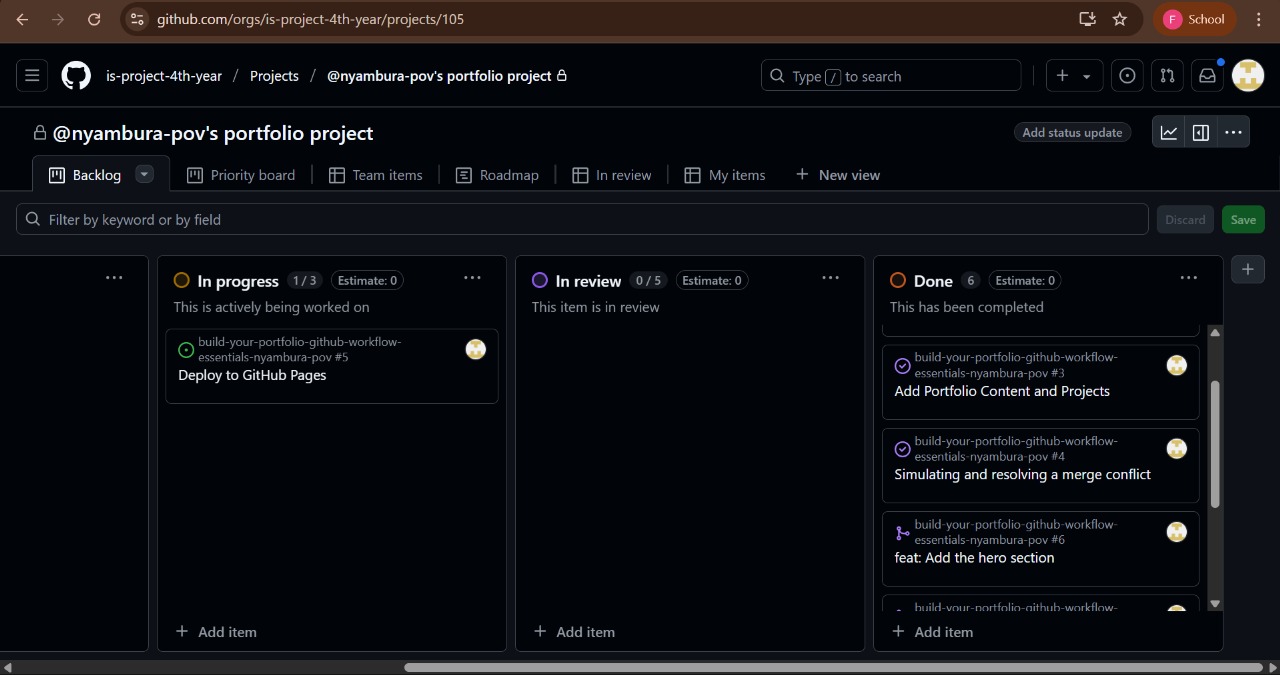 github.com/orgs/is-project-4th-year/projects/105
F School
is-project-4th-year / Projects / @nyambura-pov's portfolio project
Type / to search
@nyambura-pov's portfolio project
Add status update
Backlog
Priority board
Team items
Roadmap
In review
My items
+ New view
Filter by keyword or by field
Discard
Save
In progress 1 / 3 Estimate: 0
This is actively being worked on
build-your-portfolio-github-workflow-
essentials-nyambura-pov #5
Deploy to GitHub Pages
+ Add item
In review 0 / 5 Estimate: 0
This item is in review
+ Add item
Done 6 Estimate: 0
This has been completed
build-your-portfolio-github-workflow-
essentials-nyambura-pov #3
Add Portfolio Content and Projects
build-your-portfolio-github-workflow-
essentials-nyambura-pov #4
Simulating and resolving a merge conflict
build-your-portfolio-github-workflow-
essentials-nyambura-pov #6
feat: Add the hero section
build-your-portfolio-github-workflow-
+ Add item